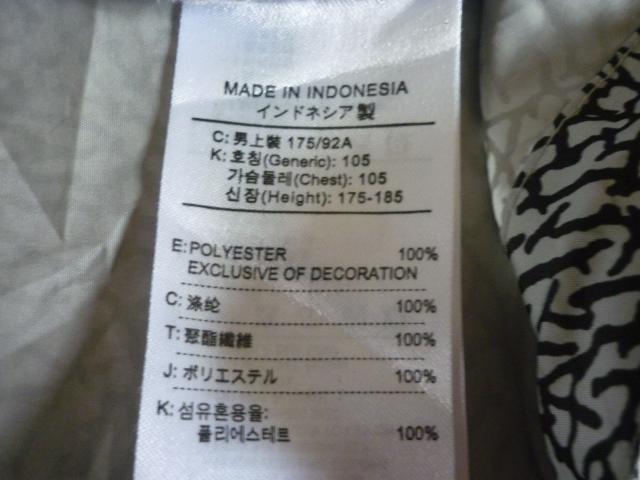 MADE IN INDONESIA
インドネシア製
C: 男上装 175/92A
K: 호칭(Generic): 105
가슴둘레(Chest): 105
신장(Height): 175-185
E: POLYESTER 100%
EXCLUSIVE OF DECORATION
C: 涤纶 100%
T: 聚酯纖維 100%
J: ポリエステル 100%
K: 섬유혼용율:
폴리에스테르 100%